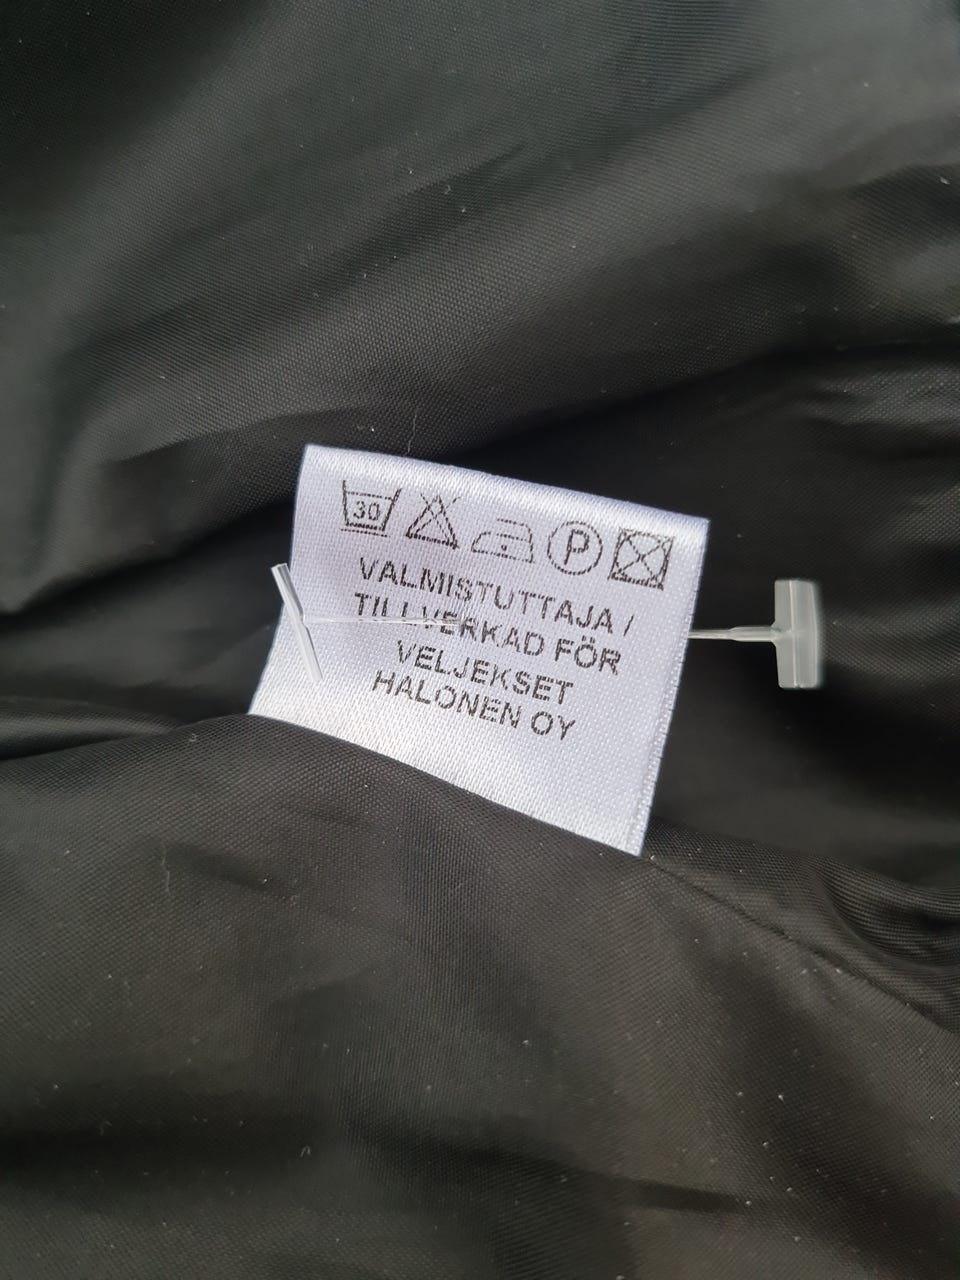 30
P
VALMISTUTTAJA /
TILLVERKAD FÖR
VELJEKSET
HALONEN OY